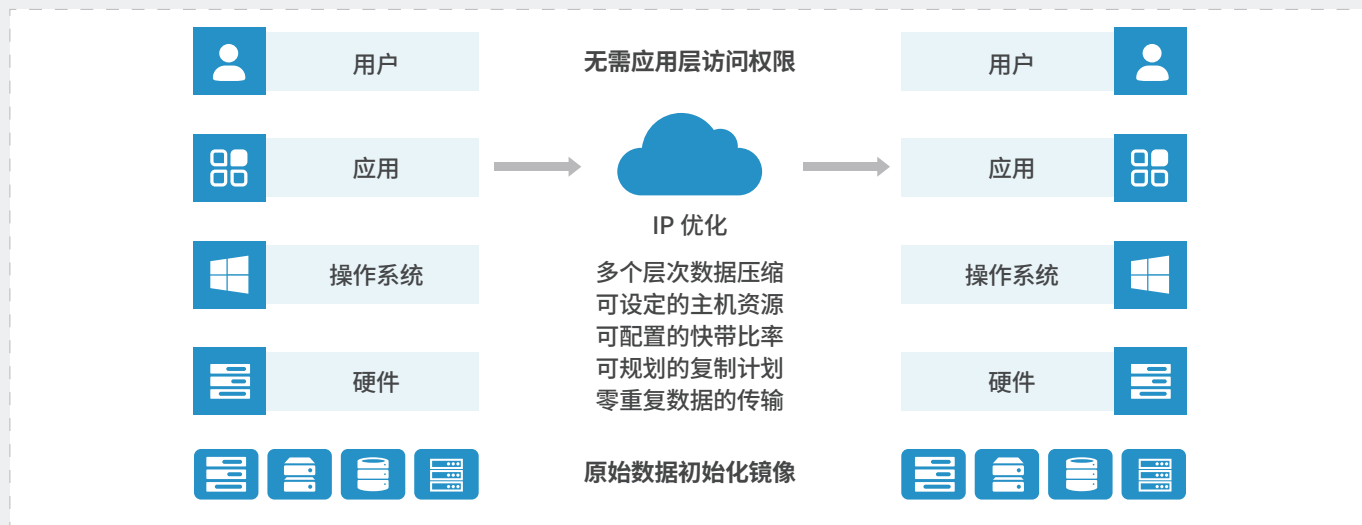 用户
无需应用层访问权限
用户
应用
应用
IP 优化
操作系统
多个层次数据压缩
可设定的主机资源
可配置的快带比率
可规划的复制计划
零重复数据的传输
操作系统
硬件
硬件
原始数据初始化镜像